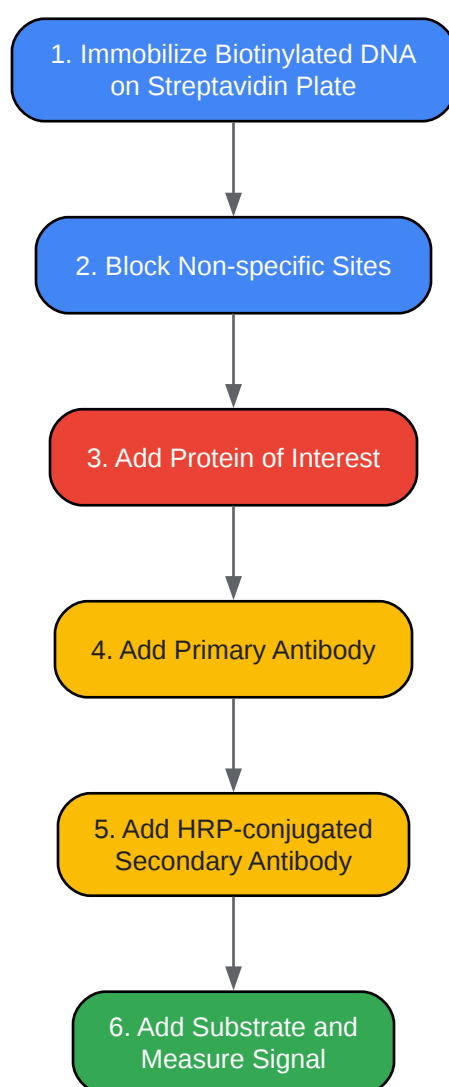 1. Immobilize Biotinylated DNA
on Streptavidin Plate
2. Block Non-specific Sites
3. Add Protein of Interest
4. Add Primary Antibody
5. Add HRP-conjugated
Secondary Antibody
6. Add Substrate and
Measure Signal